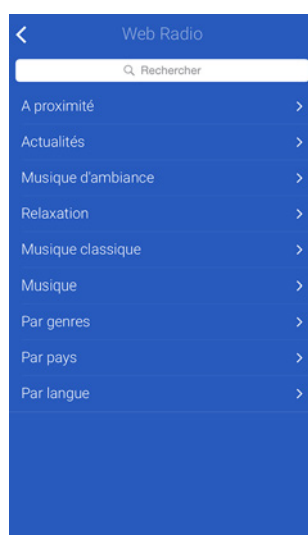 Web Radio
Rechercher
A proximité
Actualités
Musique d'ambiance
Relaxation
Musique classique
Musique
Par genres
Par pays
Par langue